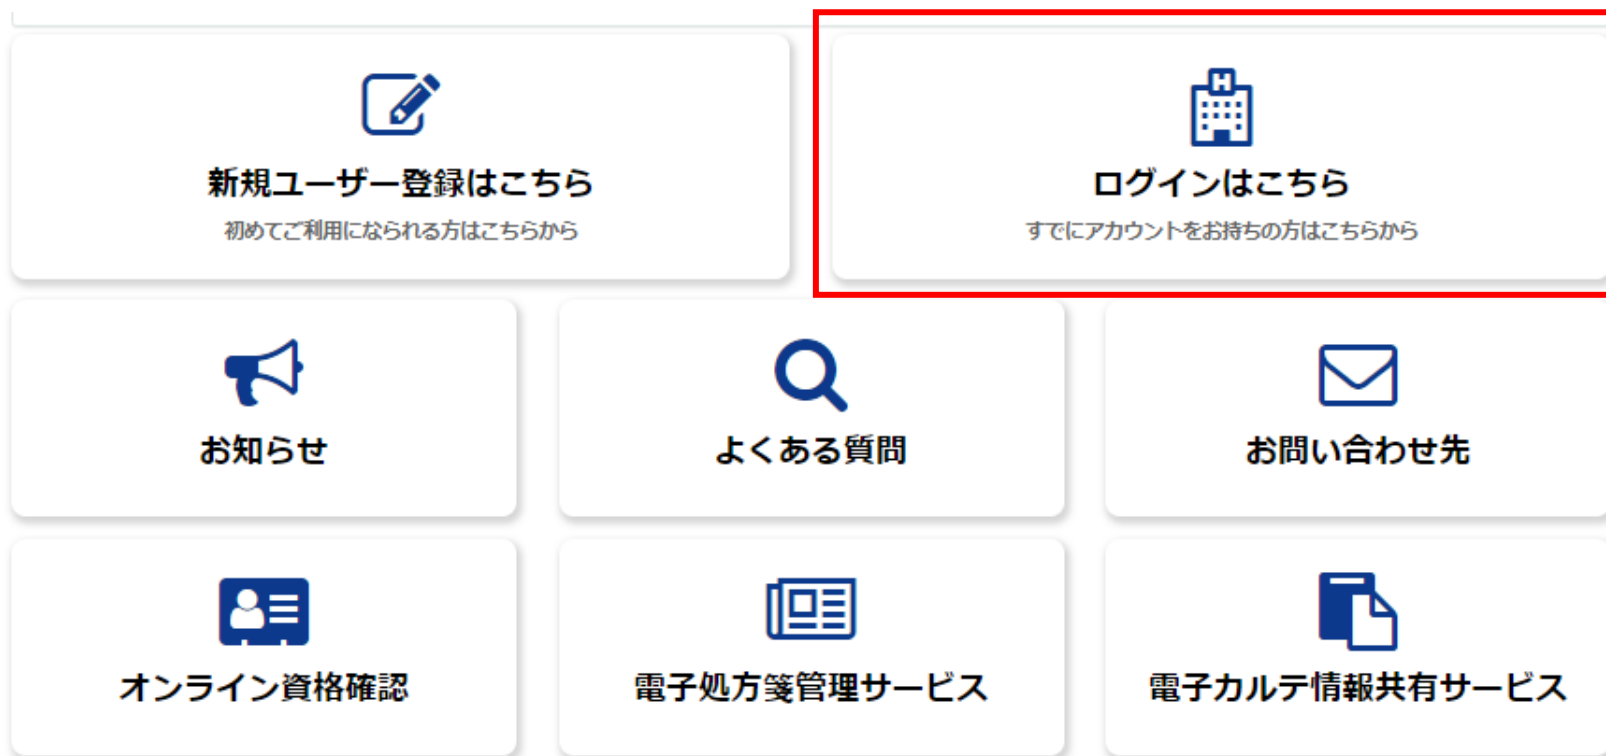 新規ユーザー登録はこちら
初めてご利用になられる方はこちらから
ログインはこちら
すでにアカウントをお持ちの方はこちらから
お知らせ
よくある質問
お問い合わせ先
オンライン資格確認
電子処方箋管理サービス
電子カルテ情報共有サービス